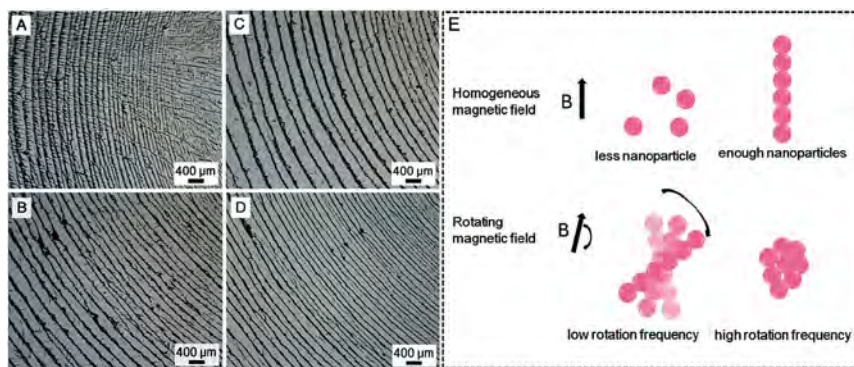 A
400 μm
C
400 μm
B
400 μm
D
400 μm
E
Homogeneous
magnetic field
B
less nanoparticle
enough nanoparticles
Rotating
magnetic field
B
low rotation frequency
high rotation frequency